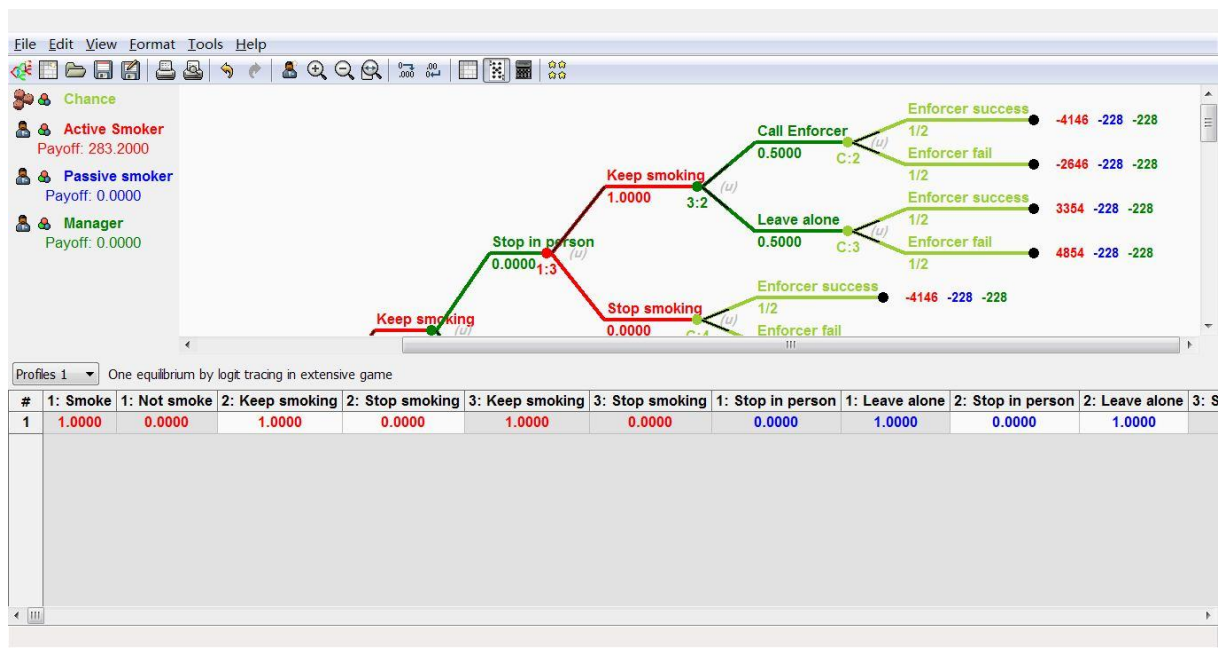 File Edit View Format Tools Help
Chance
Active Smoker
Payoff: 283.2000
Passive smoker
Payoff: 0.0000
Manager
Payoff: 0.0000
Enforcer success
1/2
-4146 -228 -228
Call Enforcer
0.5000
C:2
(u)
Enforcer fail
1/2
-2646 -228 -228
Keep smoking
1.0000
3:2
(u)
Enforcer success
1/2
3354 -228 -228
Leave alone
0.5000
C:3
(u)
Enforcer fail
1/2
4854 -228 -228
Stop in person
0.0000
1:3
(u)
Enforcer success
1/2
-4146 -228 -228
Stop smoking
0.0000
(u)
Enforcer fail
Keep smoking
(u)
Profiles 1 One equilibrium by logit tracing in extensive game
# 1: Smoke 1: Not smoke 2: Keep smoking 2: Stop smoking 3: Keep smoking 3: Stop smoking 1: Stop in person 1: Leave alone 2: Stop in person 2: Leave alone 3: S
1 1.0000 0.0000 1.0000 0.0000 1.0000 0.0000 0.0000 1.0000 0.0000 1.0000